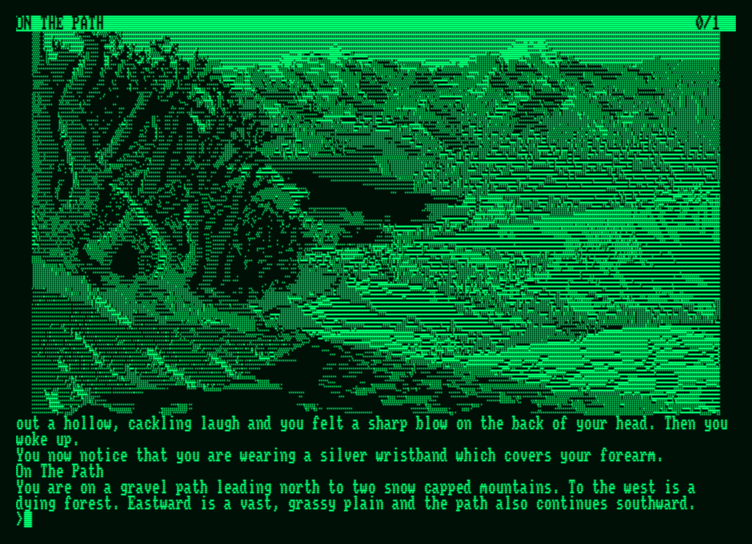 ON THE PATH 0/1
out a hollow, cackling laugh and you felt a sharp blow on the back of your head. Then you
woke up.
You now notice that you are wearing a silver wristband which covers your forearm.
On The Path
You are on a gravel path leading north to two snow capped mountains. To the west is a
dying forest. Eastward is a vast, grassy plain and the path also continues southward.
>